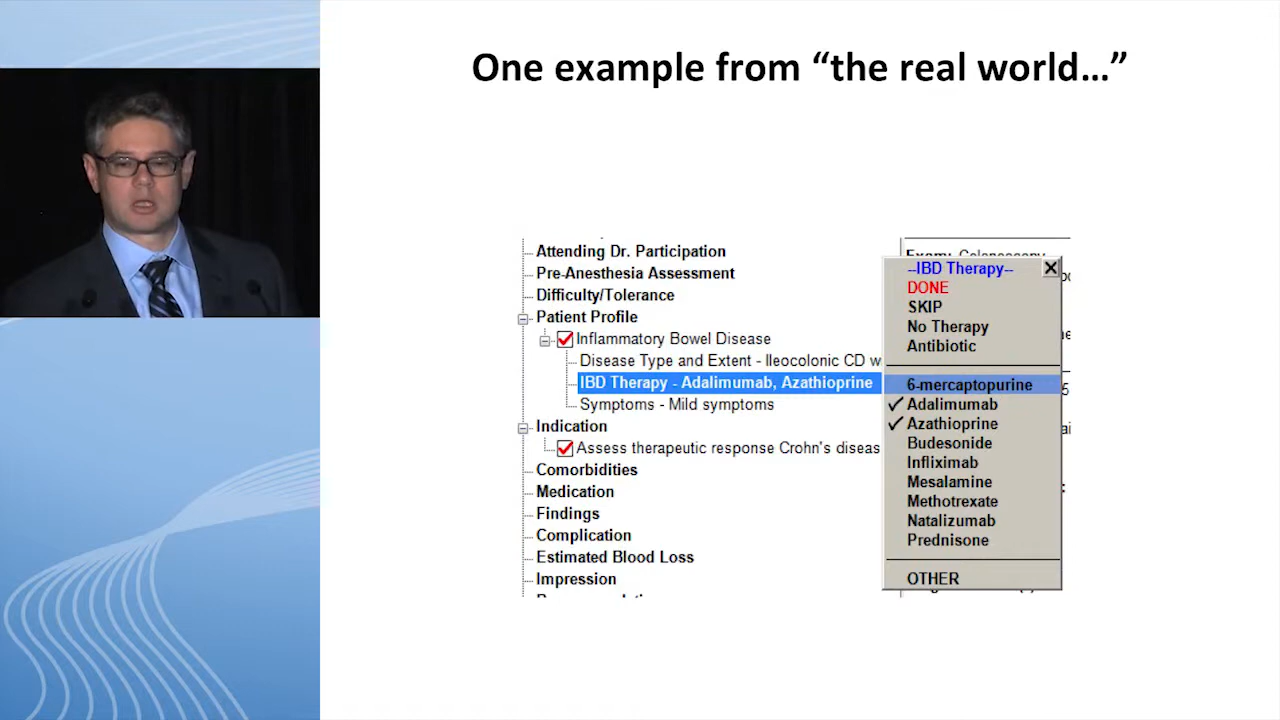 One example from “the real world…”
Attending Dr. Participation
Pre-Anesthesia Assessment
Difficulty/Tolerance
Patient Profile
Inflammatory Bowel Disease
Disease Type and Extent - Ileocolonic CD w
IBD Therapy - Adalimumab, Azathioprine
Symptoms - Mild symptoms
Indication
Assess therapeutic response Crohn's diseas
Comorbidities
Medication
Findings
Complication
Estimated Blood Loss
Impression
--IBD Therapy--
DONE
SKIP
No Therapy
Antibiotic
6-mercaptopurine
Adalimumab
Azathioprine
Budesonide
Infliximab
Mesalamine
Methotrexate
Natalizumab
Prednisone
OTHER